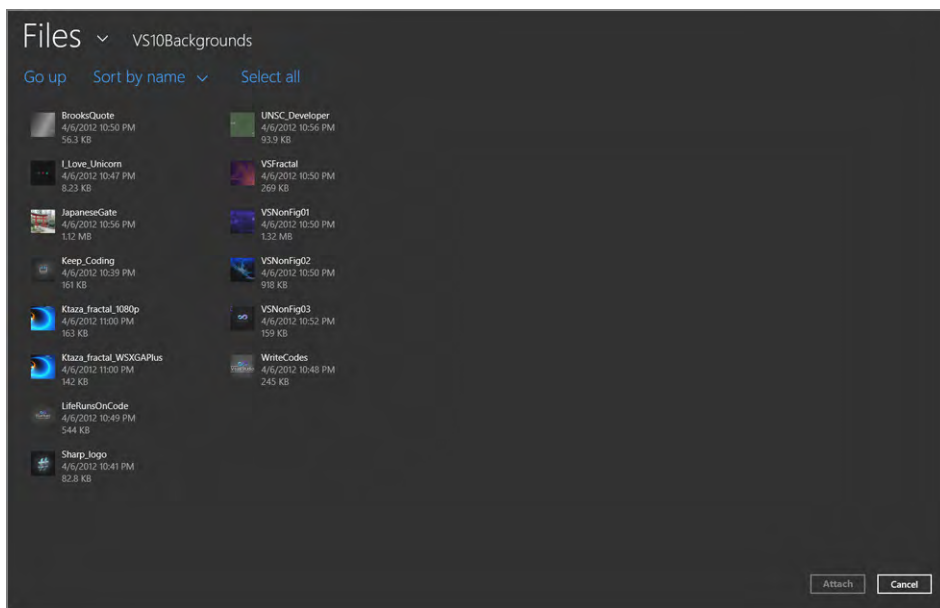 Files
VS10Backgrounds
Go up
Sort by name
Select all
BrooksQuote
4/6/2012 10:50 PM
56.3 KB
I_Love_Unicorn
4/6/2012 10:47 PM
8.23 KB
JapaneseGate
4/6/2012 10:56 PM
1.12 MB
Keep_Coding
4/6/2012 10:39 PM
161 KB
Ktaza_fractal_1080p
4/6/2012 11:00 PM
163 KB
Ktaza_fractal_WSXGAPlus
4/6/2012 11:00 PM
142 KB
LifeRunsOnCode
4/6/2012 10:49 PM
544 KB
Sharp_logo
4/6/2012 10:41 PM
82.8 KB
UNSC_Developer
4/6/2012 10:56 PM
93.9 KB
VSFractal
4/6/2012 10:50 PM
269 KB
VSNonFig01
4/6/2012 10:50 PM
1.32 MB
VSNonFig02
4/6/2012 10:50 PM
918 KB
VSNonFig03
4/6/2012 10:52 PM
159 KB
WriteCodes
4/6/2012 10:48 PM
245 KB
Attach
Cancel